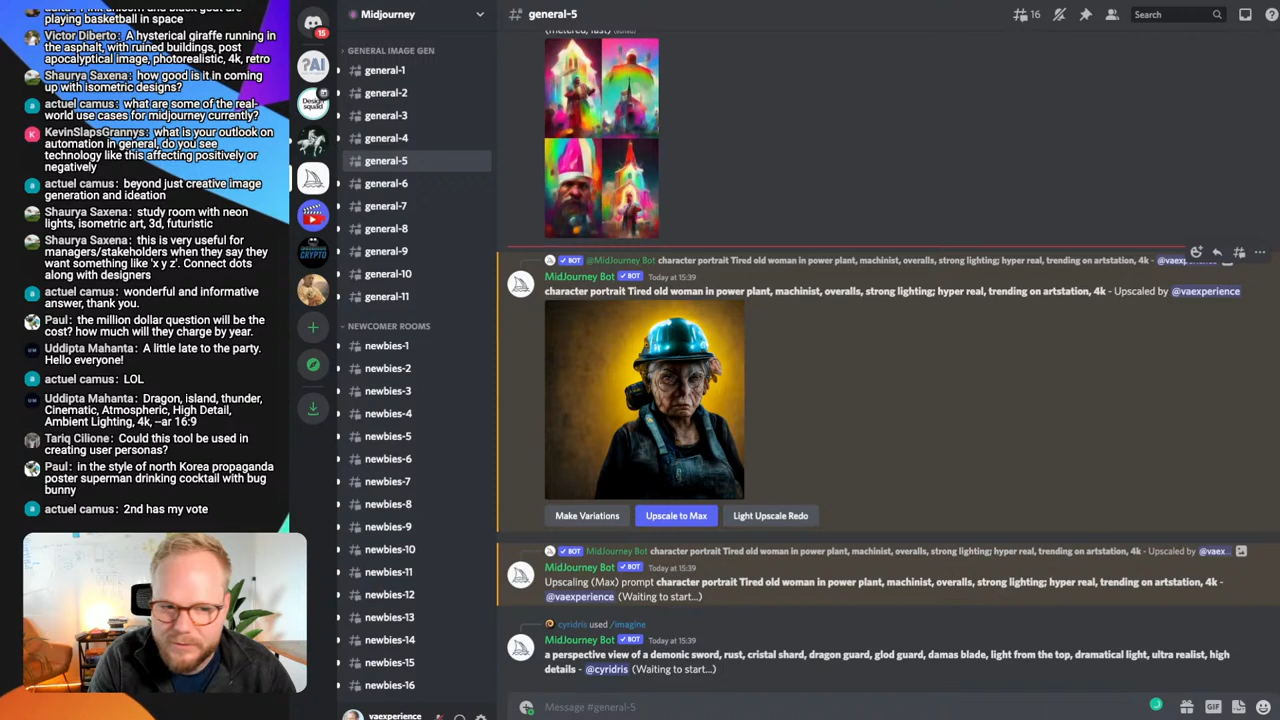 playing basketball in space
Victor Diberto: A hysterical giraffe running in
the asphalt, with ruined buildings, post
apocalyptical image, photorealistic, 4k, retro
Shaurya Saxena: how good is it in coming
up with isometric designs?
actuel camus: what are some of the real-
world use cases for midjourney currently?
KevinSlapsGrannys: what is your outlook on
automation in general, do you see
technology like this affecting positively or
negatively
actuel camus: beyond just creative image
generation and ideation
Shaurya Saxena: study room with neon
lights, isometric art, 3d, futuristic
Shaurya Saxena: this is very useful for
managers/stakeholders when they say they
want something like 'x y z'. Connect dots
along with designers
actuel camus: wonderful and informative
answer, thank you.
Paul: the million dollar question will be the
cost? how much will they charge by year.
Uddipta Mahanta: A little late to the party.
Hello everyone!
actuel camus: LOL
Uddipta Mahanta: Dragon, island, thunder,
Cinematic, Atmospheric, High Detail,
Ambient Lighting, 4k, --ar 16:9
Tariq Cilione: Could this tool be used in
creating user personas?
Paul: in the style of north Korea propaganda
poster superman drinking cocktail with bug
bunny
actuel camus: 2nd has my vote
15
?AI
Design
squad
CRYPTO
Midjourney
GENERAL IMAGE GEN
general-1
general-2
general-3
general-4
general-5
general-6
general-7
general-8
general-9
general-10
general-11
NEWCOMER ROOMS
newbies-1
newbies-2
newbies-3
newbies-4
newbies-5
newbies-6
newbies-7
newbies-8
newbies-9
newbies-10
newbies-11
newbies-12
newbies-13
newbies-14
newbies-15
newbies-16
vaexperience
general-5
16
Search
(metered, fast) (edited)
BOT @MidJourney Bot character portrait Tired old woman in power plant, machinist, overalls, strong lighting; hyper real, trending on artstation, 4k -
MidJourney Bot BOT Today at 15:39
character portrait Tired old woman in power plant, machinist, overalls, strong lighting; hyper real, trending on artstation, 4k - Upscaled by @vaexperience
Make Variations Upscale to Max Light Upscale Redo
BOT MidJourney Bot character portrait Tired old woman in power plant, machinist, overalls, strong lighting; hyper real, trending on artstation, 4k - Upscaled by @vaex...
MidJourney Bot BOT Today at 15:39
Upscaling (Max) prompt character portrait Tired old woman in power plant, machinist, overalls, strong lighting; hyper real, trending on artstation, 4k -
@vaexperience (Waiting to start...)
cyridris used /imagine
MidJourney Bot BOT Today at 15:39
a perspective view of a demonic sword, rust, cristal shard, dragon guard, glod guard, damas blade, light from the top, dramatical light, ultra realist, high
details - @cyridris (Waiting to start...)
Message #general-5
GIF